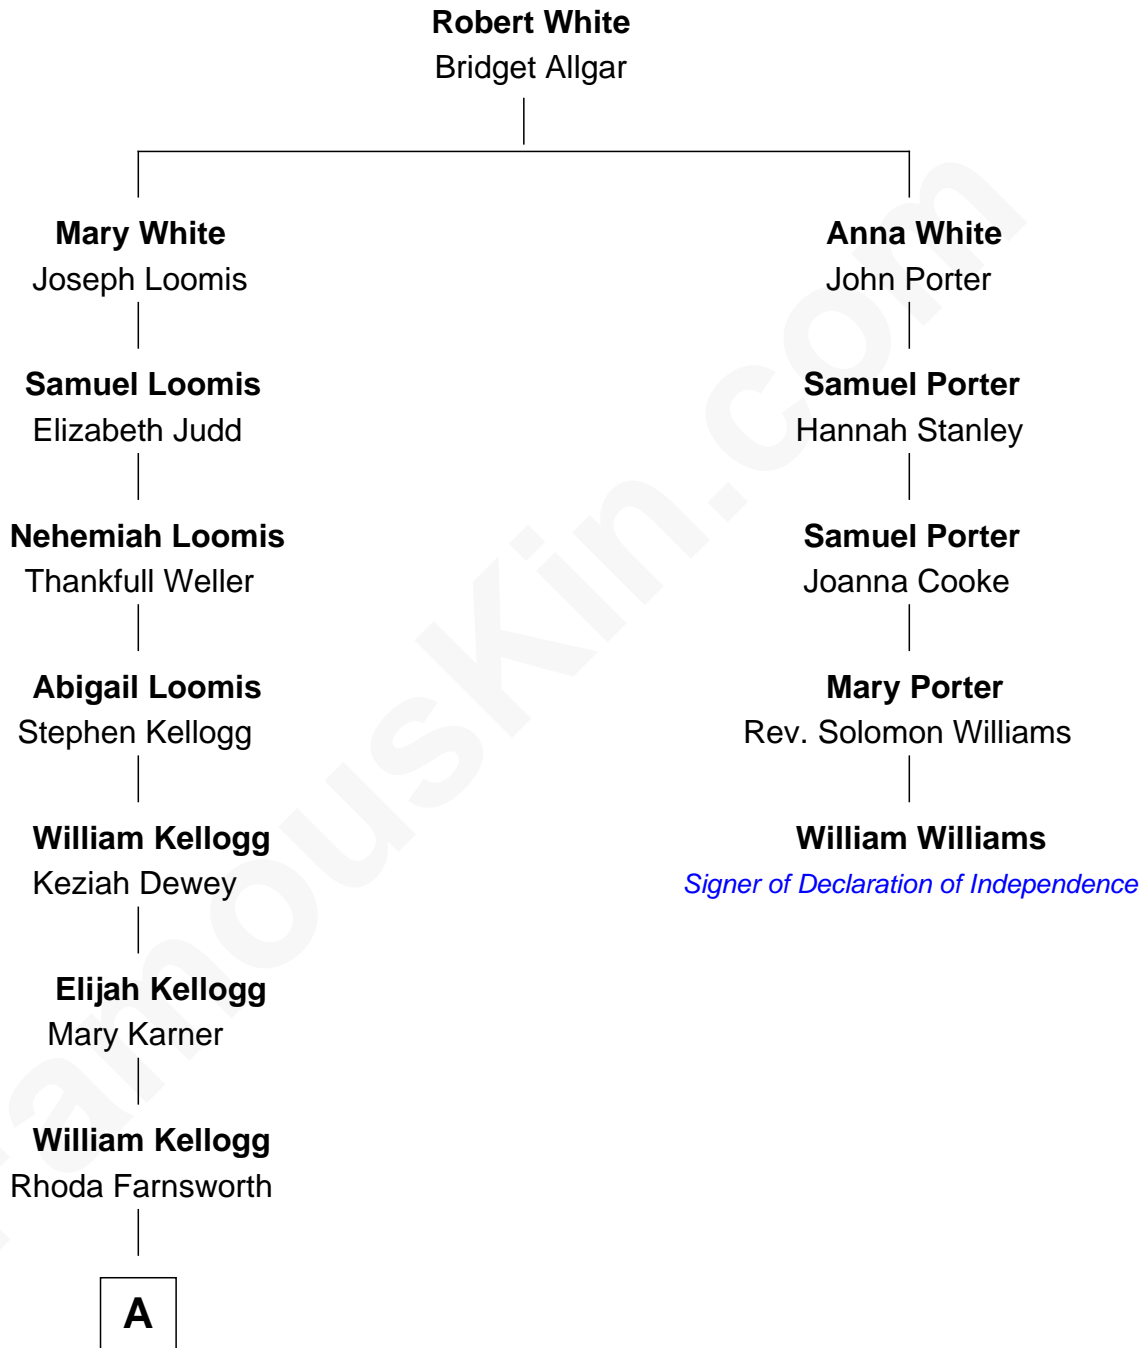 Robert White
Bridget Allgar
Mary White
Joseph Loomis
Anna White
John Porter
Samuel Loomis
Elizabeth Judd
Samuel Porter
Hannah Stanley
Nehemiah Loomis
Thankfull Weller
Samuel Porter
Joanna Cooke
Abigail Loomis
Stephen Kellogg
Mary Porter
Rev. Solomon Williams
William Kellogg
Keziah Dewey
William Williams
Signer of Declaration of Independence
Elijah Kellogg
Mary Karner
William Kellogg
Rhoda Farnsworth
A
FamousKin.com